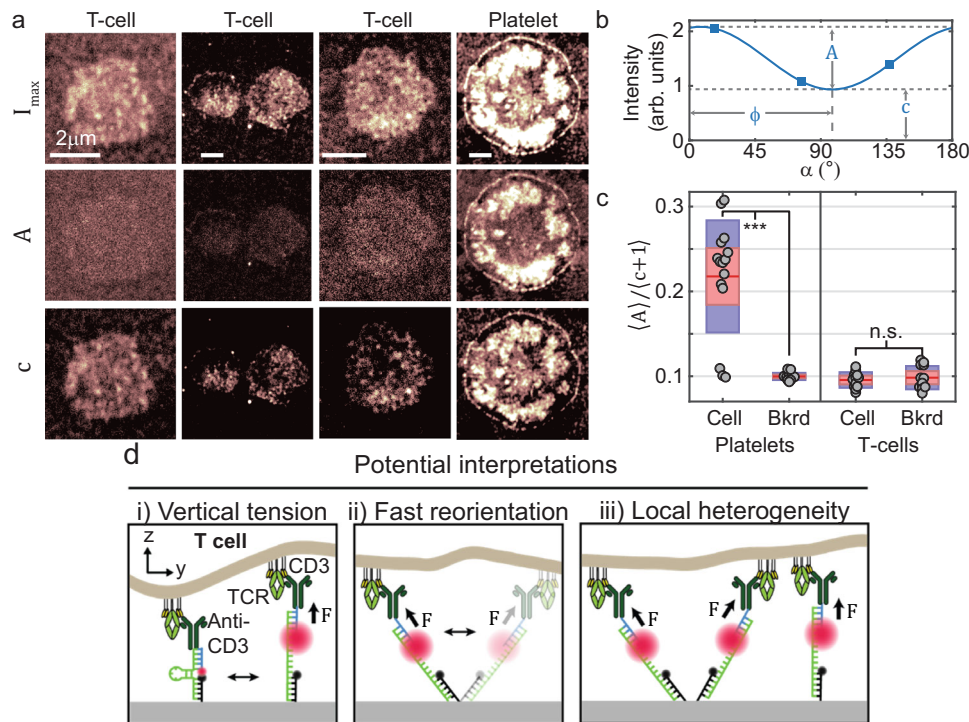 a
T-cell T-cell T-cell Platelet
I_max
2μm
A
c
b
Intensity
(arb. units)
2
1
0
A
ϕ
c
0 45 90 135 180
α (°)
c
⟨A⟩/⟨c+1⟩
0.3
0.2
0.1
***
n.s.
Cell Bkrd Cell Bkrd
Platelets T-cells
d
Potential interpretations
i) Vertical tension ii) Fast reorientation iii) Local heterogeneity
z
y
T cell
CD3
TCR
Anti-
CD3
F
F
F
F
F
F